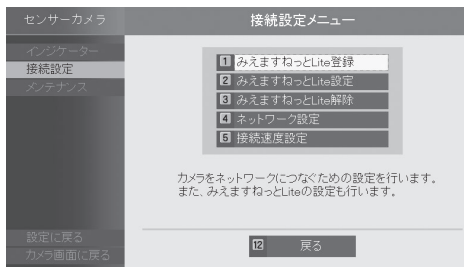 センサーカメラ
接続設定メニュー
インジケーター
接続設定
メンテナンス
1 みえますねっとLite登録
2 みえますねっとLite設定
3 みえますねっとLite解除
4 ネットワーク設定
5 接続速度設定
カメラをネットワークにつなぐための設定を行います。
また、みえますねっとLiteの設定も行います。
設定に戻る
カメラ画面に戻る
12 戻る